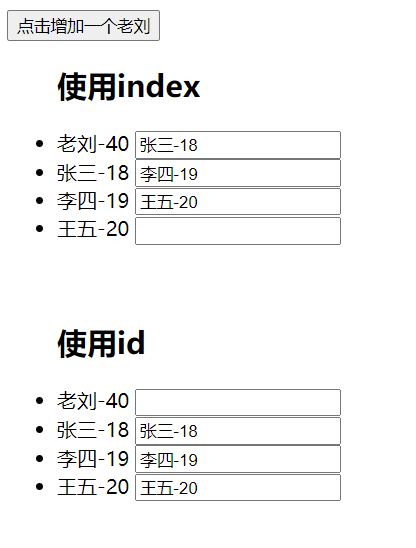 点击增加一个老刘
使用index
老刘-40 张三-18
张三-18 李四-19
李四-19 王五-20
王五-20
使用id
老刘-40
张三-18 张三-18
李四-19 李四-19
王五-20 王五-20